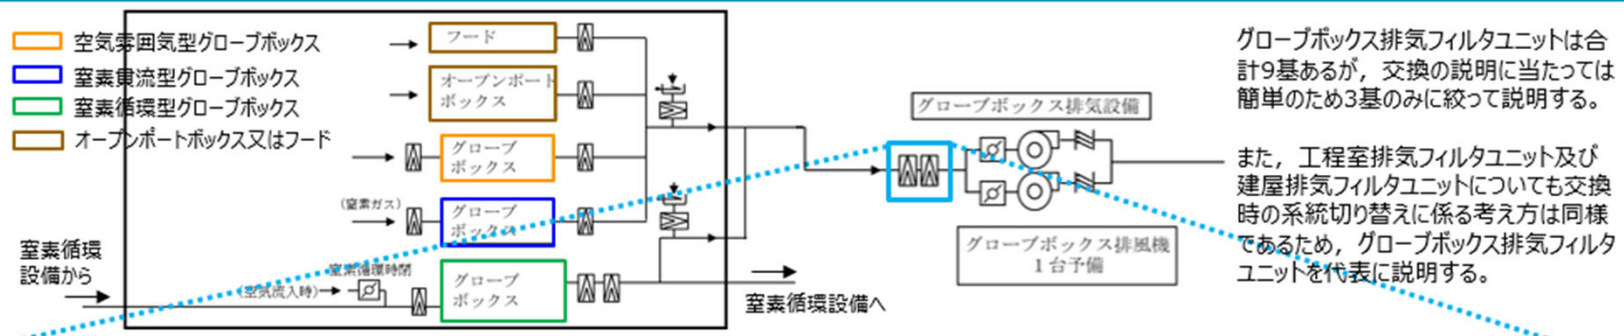 空気雰囲気型グローブボックス
窒素貫流型グローブボックス
窒素循環型グローブボックス
オープンポートボックス又はフード
フード
オープンポート
ボックス
グローブ
ボックス
(窒素ガス)
グローブ
ボックス
窒素循環
設備から
窒素循環時閉
(空気流入時)
グローブ
ボックス
窒素循環設備へ
グローブボックス排気設備
グローブボックス排風機
1台予備
グローブボックス排気フィルタユニットは合
計9基あるが，交換の説明に当たっては
簡単のため3基のみに絞って説明する。
また，工程室排気フィルタユニット及び
建屋排気フィルタユニットについても交換
時の系統切り替えに係る考え方は同様
であるため，グローブボックス排気フィルタ
ユニットを代表に説明する。